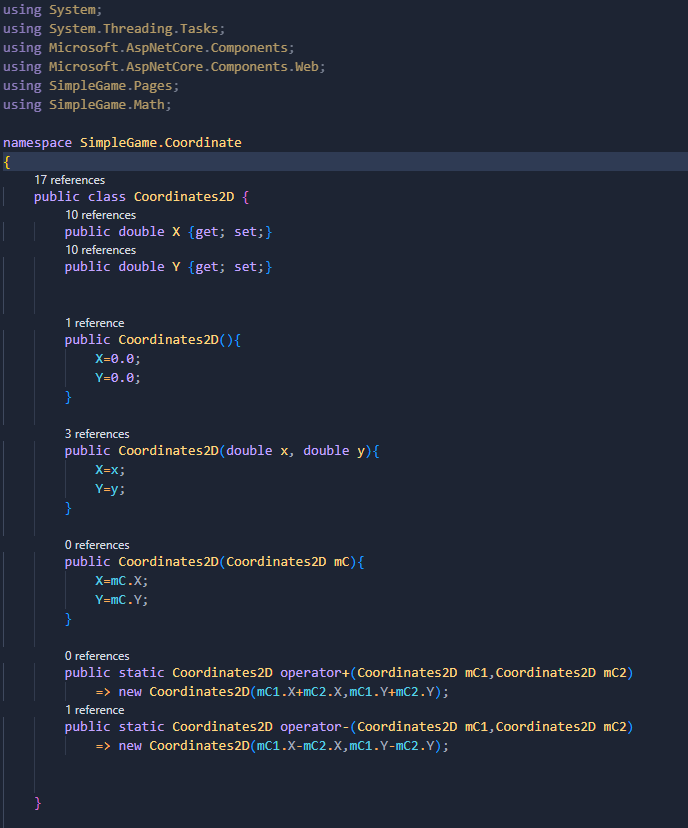 using System;
using System.Threading.Tasks;
using Microsoft.AspNetCore.Components;
using Microsoft.AspNetCore.Components.Web;
using SimpleGame.Pages;
using SimpleGame.Math;
namespace SimpleGame.Coordinate
{
17 references
public class Coordinates2D {
10 references
public double X {get; set;}
10 references
public double Y {get; set;}
1 reference
public Coordinates2D(){
X=0.0;
Y=0.0;
}
3 references
public Coordinates2D(double x, double y){
X=x;
Y=y;
}
0 references
public Coordinates2D(Coordinates2D mC){
X=mC.X;
Y=mC.Y;
}
0 references
public static Coordinates2D operator+(Coordinates2D mC1,Coordinates2D mC2)
=> new Coordinates2D(mC1.X+mC2.X,mC1.Y+mC2.Y);
1 reference
public static Coordinates2D operator-(Coordinates2D mC1,Coordinates2D mC2)
=> new Coordinates2D(mC1.X-mC2.X,mC1.Y-mC2.Y);
}